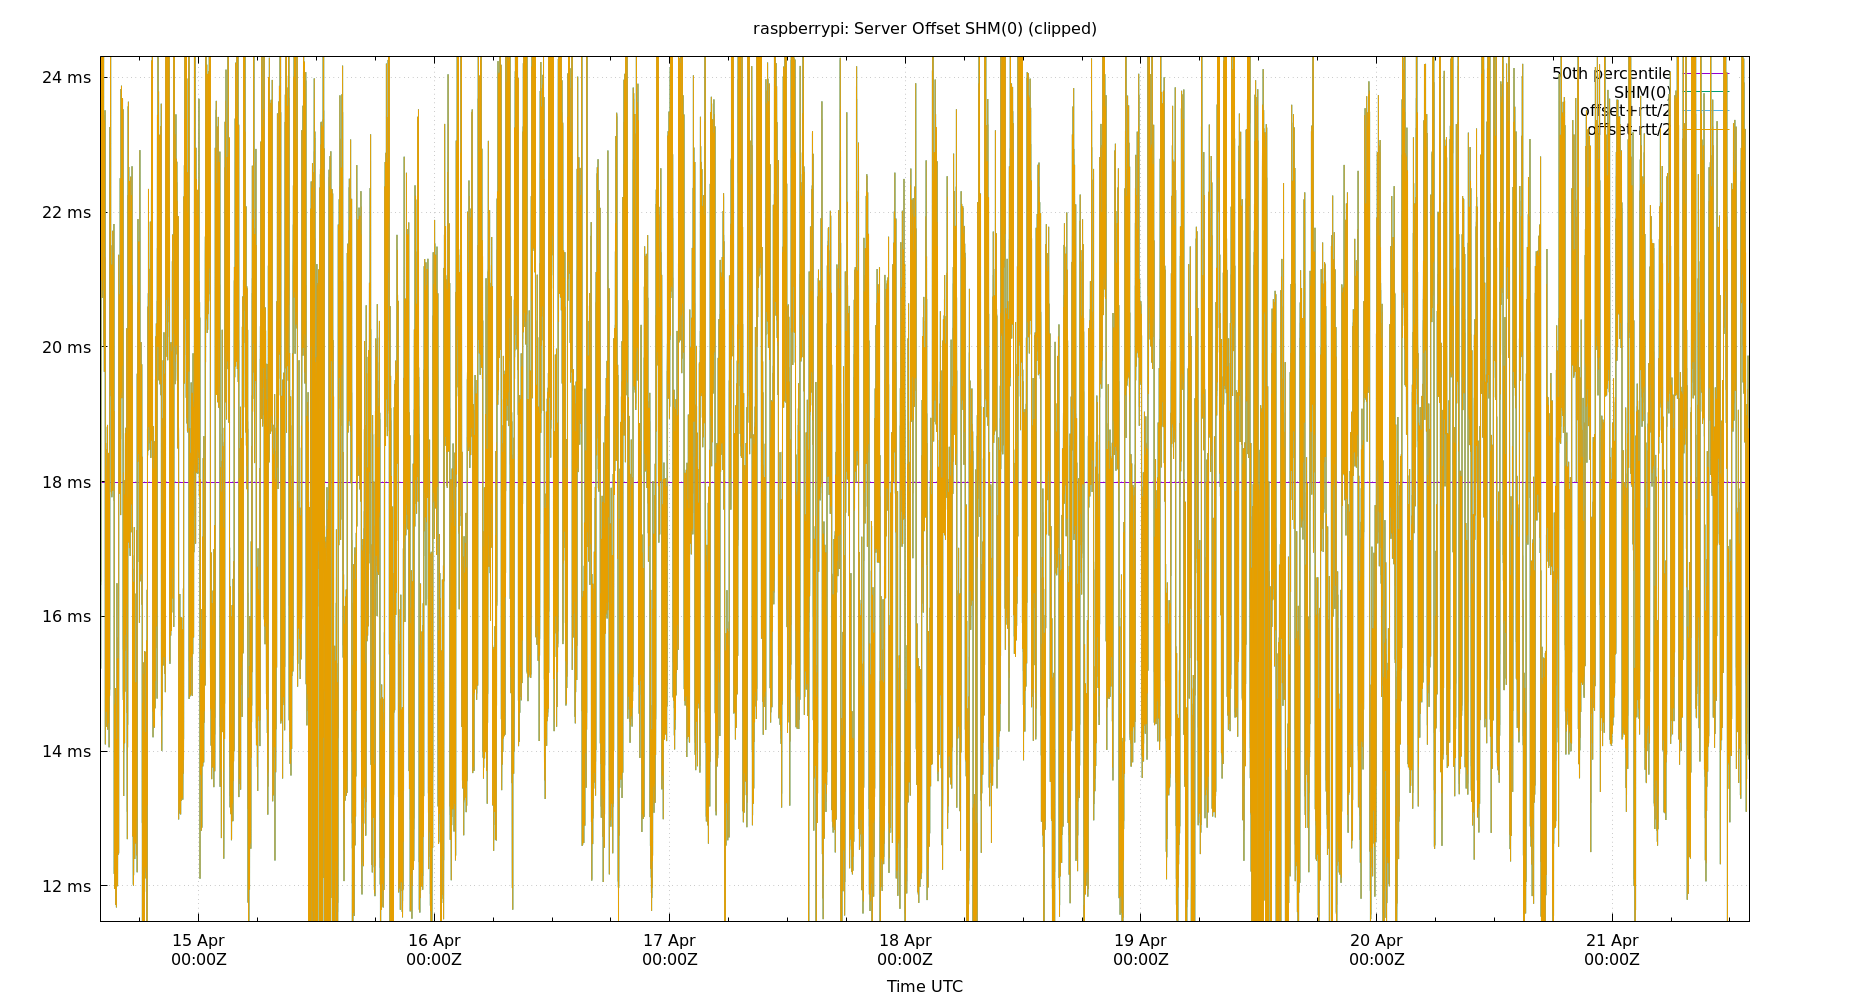 raspberrypi: Server Offset SHM(0) (clipped)
24 ms
22 ms
20 ms
18 ms
16 ms
14 ms
12 ms
50th percentile
SHM(0)
offset+rtt/2
offset-rtt/2
15 Apr
00:00Z
16 Apr
00:00Z
17 Apr
00:00Z
18 Apr
00:00Z
19 Apr
00:00Z
20 Apr
00:00Z
21 Apr
00:00Z
Time UTC